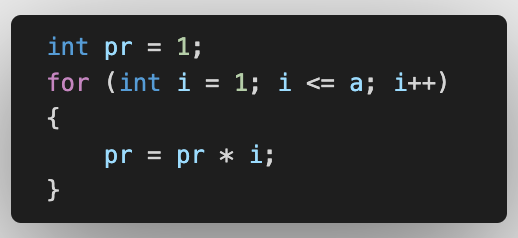 int pr = 1;
for (int i = 1; i <= a; i++)
{
    pr = pr * i;
}